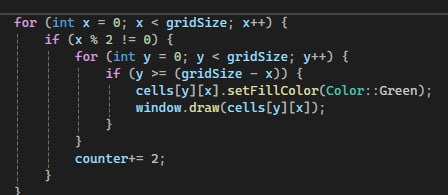 for (int x = 0; x < gridSize; x++) {
if (x % 2 != 0) {
for (int y = 0; y < gridSize; y++) {
if (y >= (gridSize - x)) {
cells[y][x].setFillColor(Color::Green);
window.draw(cells[y][x]);
}
}
counter+= 2;
}
}